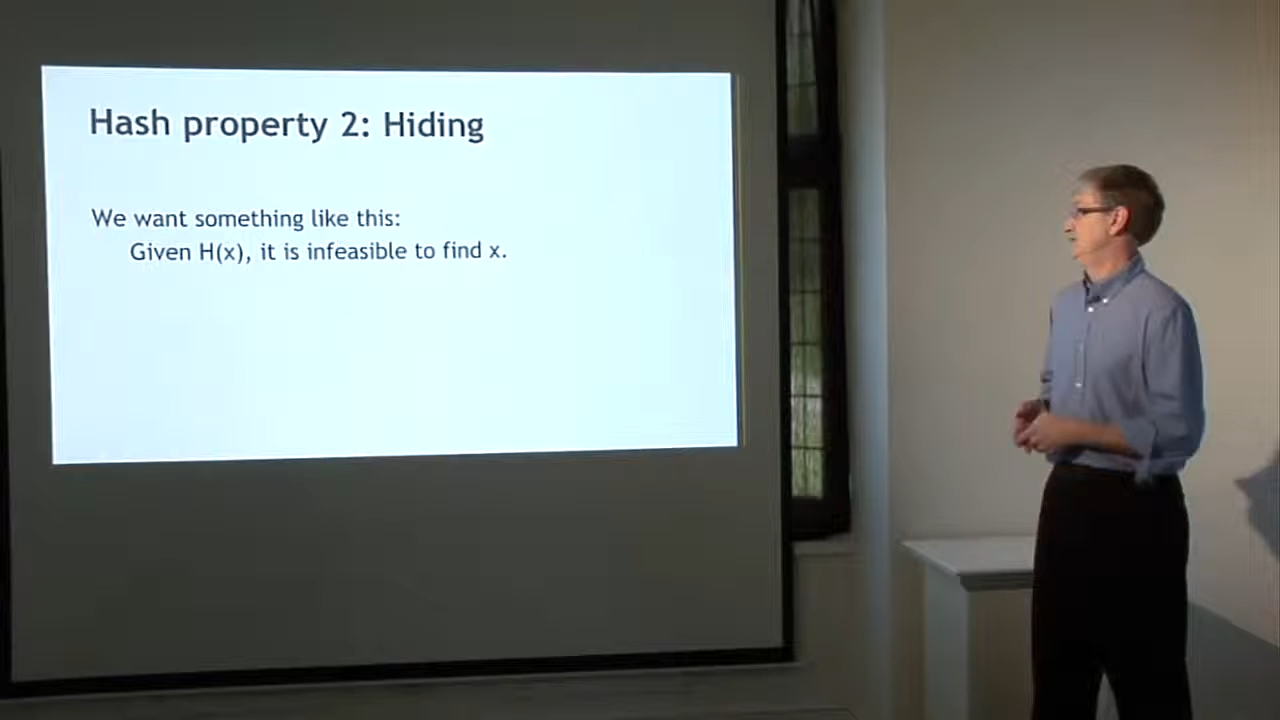 Hash property 2: Hiding
We want something like this:
Given H(x), it is infeasible to find x.